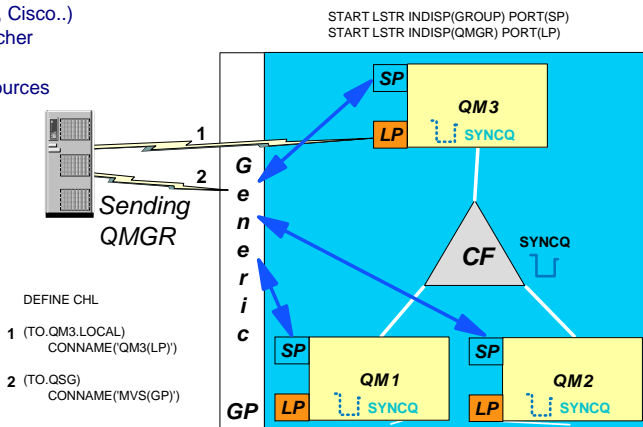 , Cisco..)
cher
ources
START LSTR INDISP(GROUP) PORT(SP)
START LSTR INDISP(QMGR) PORT(LP)
SP
QM3
LP
SYNCQ
1
2
Sending
QMGR
Generic
GP
CF
SYNCQ
DEFINE CHL
1 (TO.QM3.LOCAL)
CONNAME('QM3(LP)')
2 (TO.QSG)
CONNAME('MVS(GP)')
SP
QM1
LP
SYNCQ
SP
QM2
LP
SYNCQ